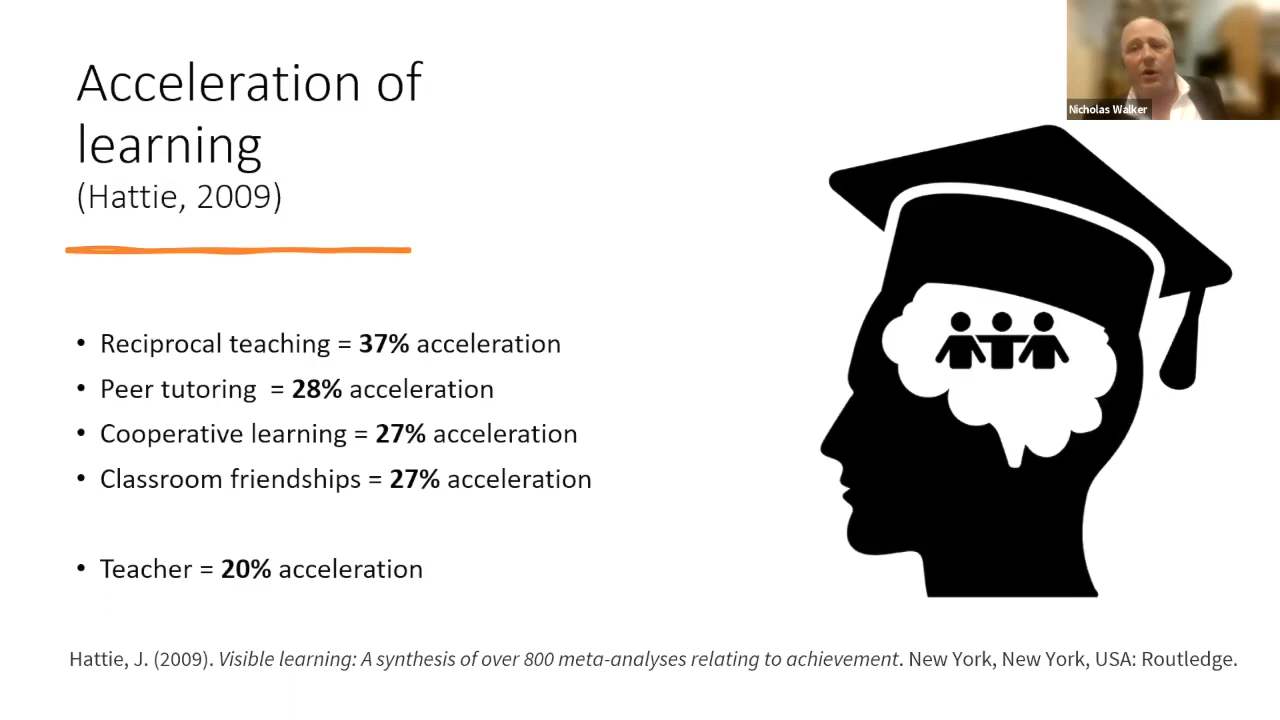 Acceleration of
learning
(Hattie, 2009)
Nicholas Walker
• Reciprocal teaching = 37% acceleration
• Peer tutoring = 28% acceleration
• Cooperative learning = 27% acceleration
• Classroom friendships = 27% acceleration
• Teacher = 20% acceleration
Hattie, J. (2009). Visible learning: A synthesis of over 800 meta-analyses relating to achievement. New York, New York, USA: Routledge.